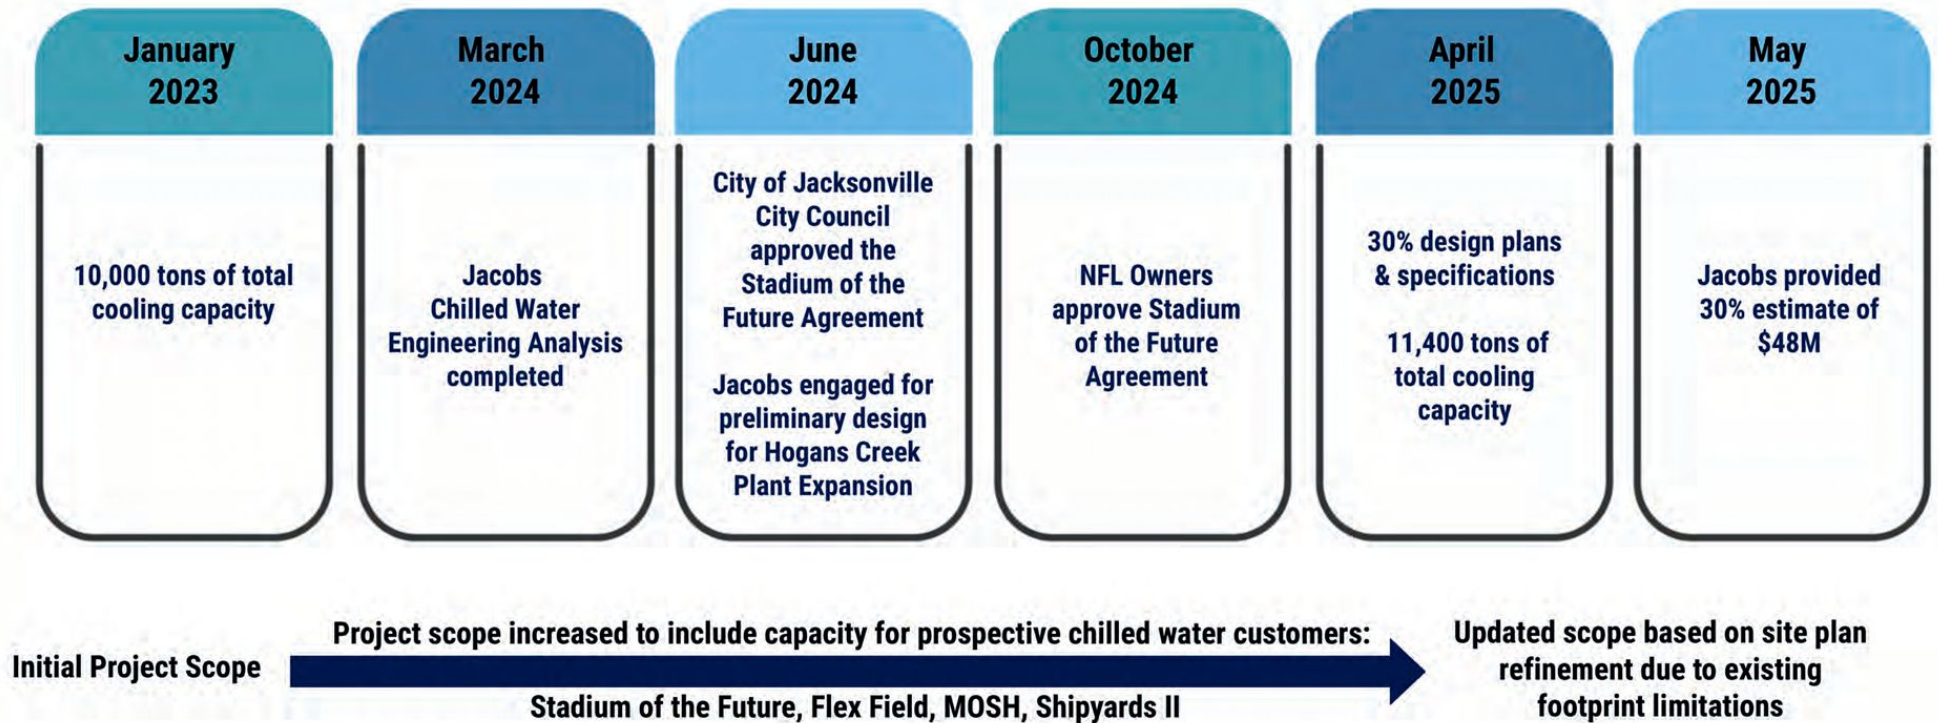 January
2023
10,000 tons of total
cooling capacity
March
2024
Jacobs
Chilled Water
Engineering Analysis
completed
June
2024
City of Jacksonville
City Council
approved the
Stadium of the
Future Agreement
Jacobs engaged for
preliminary design
for Hogans Creek
Plant Expansion
October
2024
NFL Owners
approve Stadium
of the Future
Agreement
April
2025
30% design plans
& specifications
11,400 tons of
total cooling
capacity
May
2025
Jacobs provided
30% estimate of
$48M
Initial Project Scope
Project scope increased to include capacity for prospective chilled water customers:
Stadium of the Future, Flex Field, MOSH, Shipyards II
Updated scope based on site plan
refinement due to existing
footprint limitations